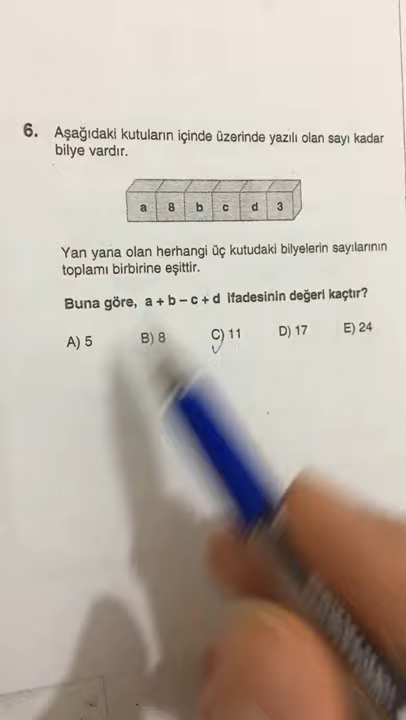 6. Aşağıdaki kutuların içinde üzerinde yazılı olan sayı kadar
bilye vardır.
a 8 b c d 3
Yan yana olan herhangi üç kutudaki bilyelerin sayılarının
toplamı birbirine eşittir.
Buna göre, a + b – c + d ifadesinin değeri kaçtır?
A) 5 B) 8 C) 11 D) 17 E) 24